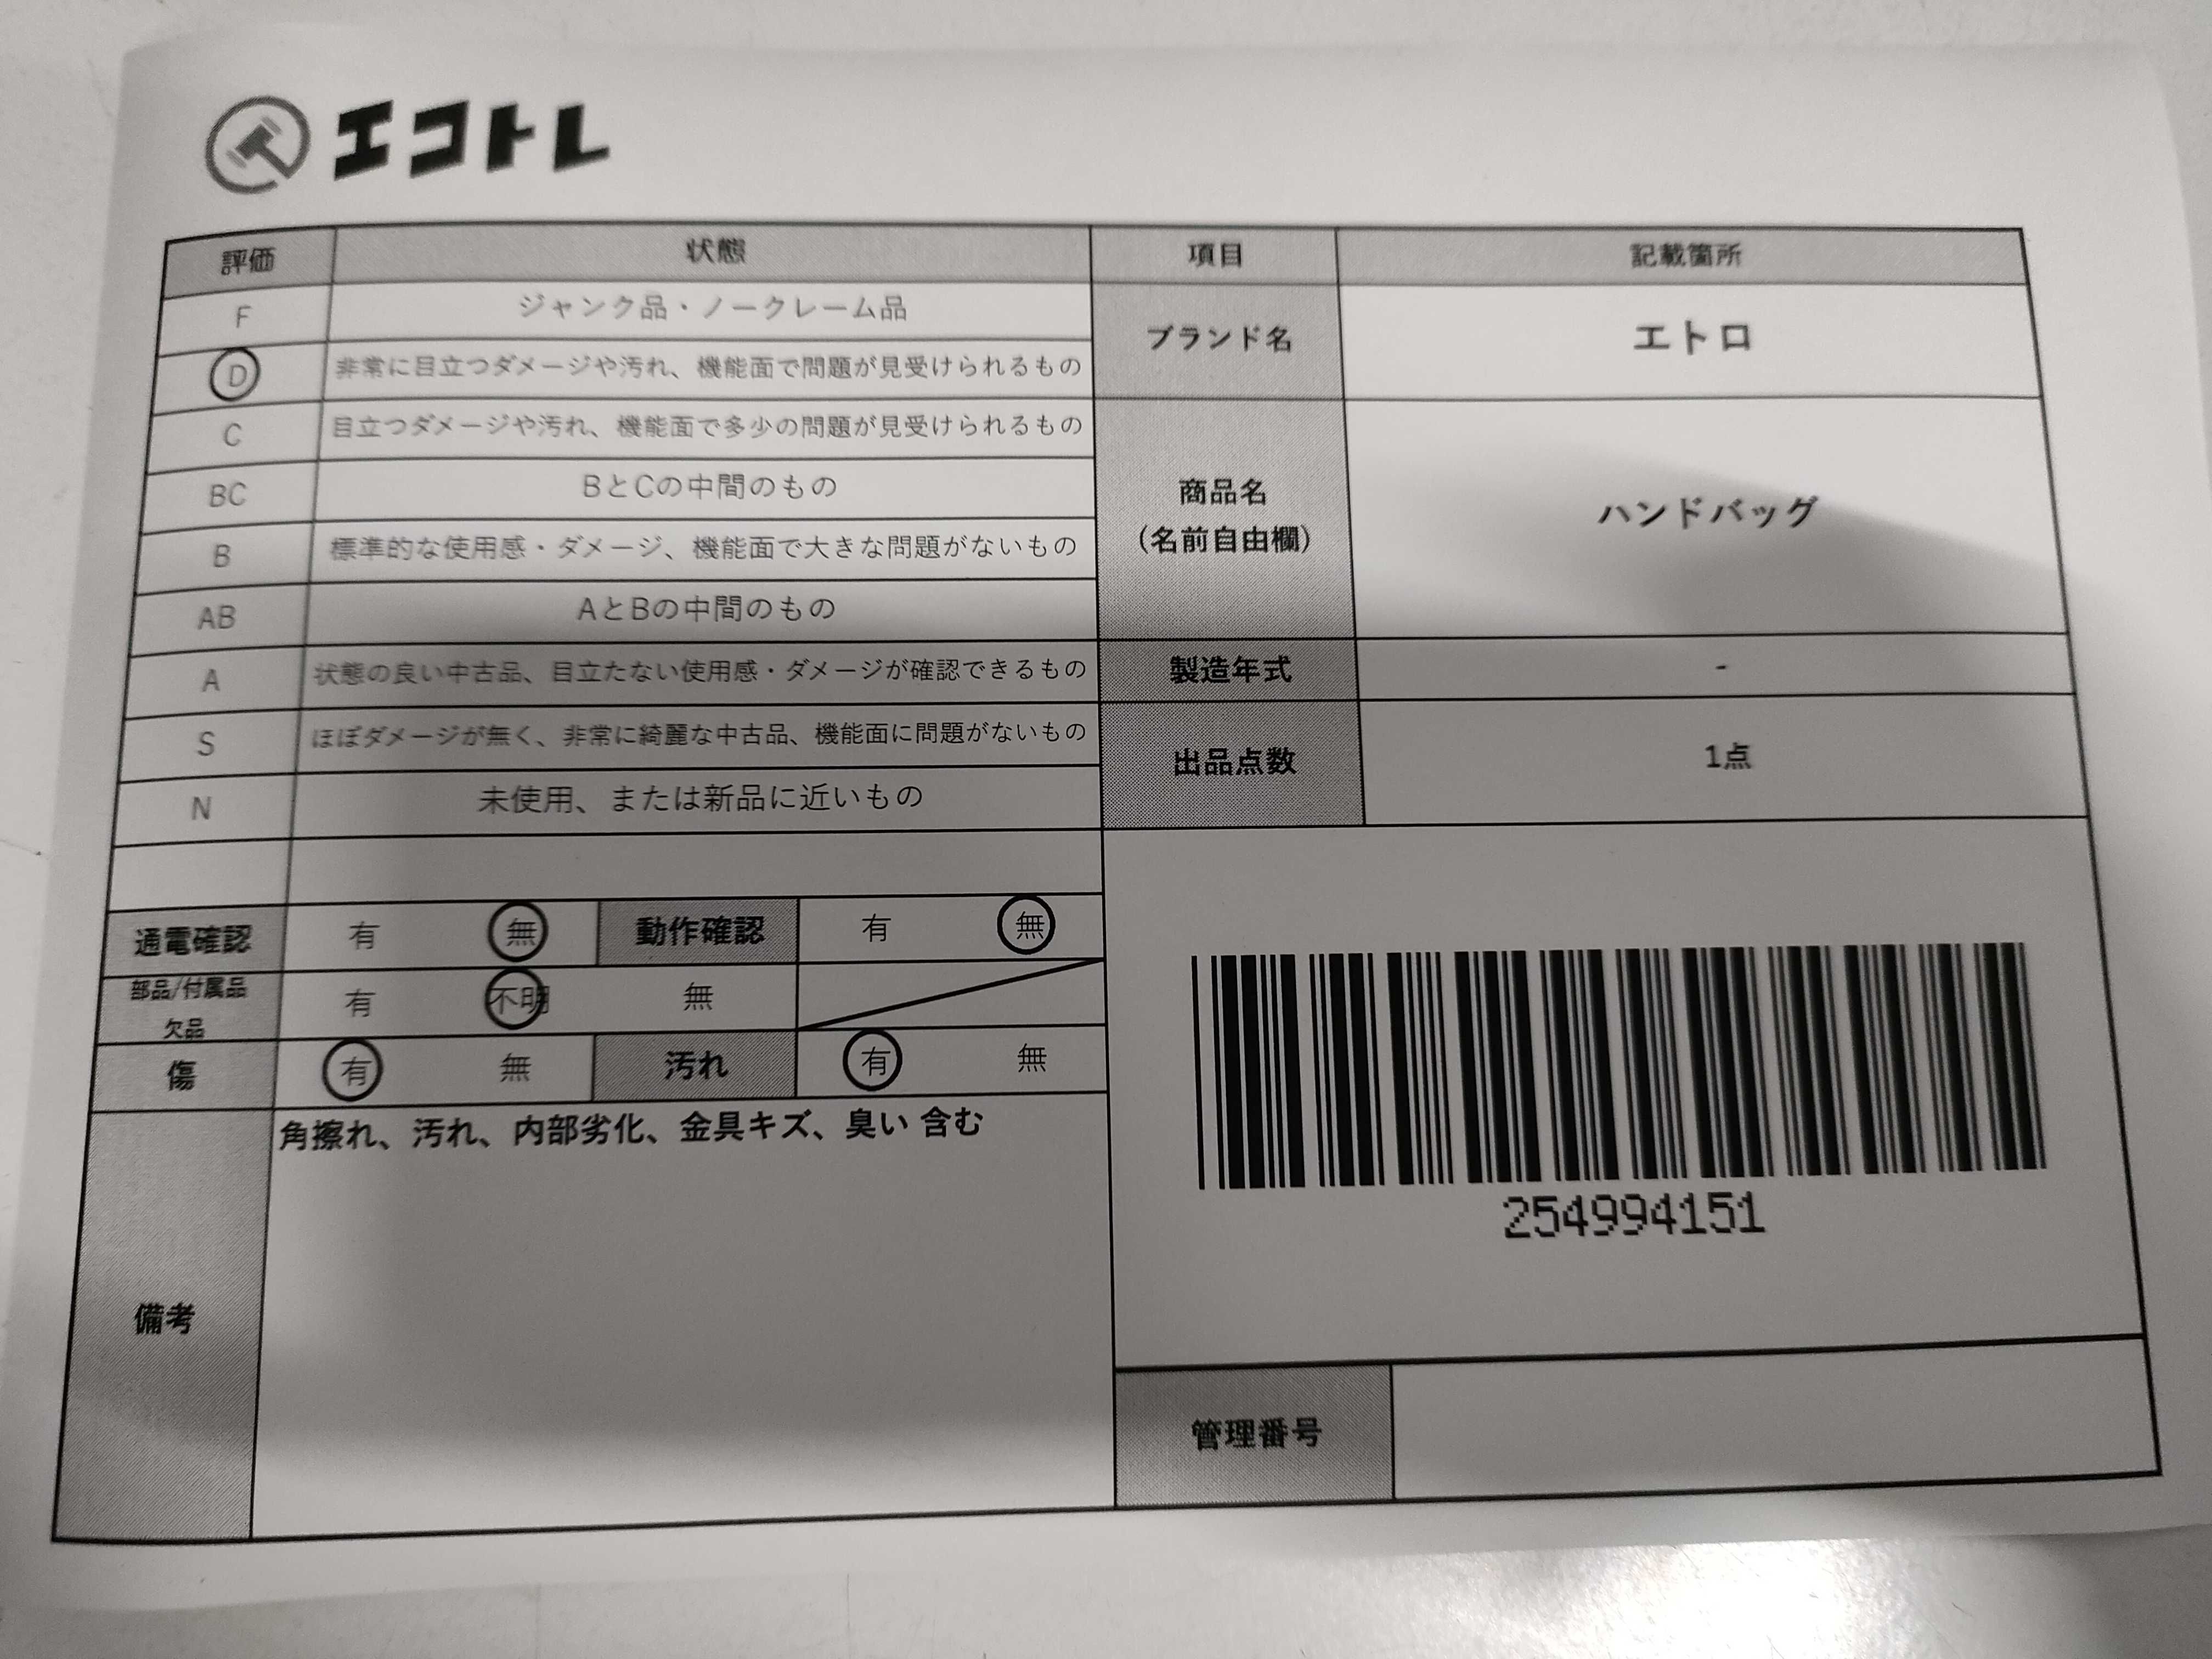 エコトレ
評価 状態
F ジャンク品・ノークレーム品
D 非常に目立つダメージや汚れ、機能面で問題が見受けられるもの
C 目立つダメージや汚れ、機能面で多少の問題が見受けられるもの
BC BとCの中間のもの
B 標準的な使用感・ダメージ、機能面で大きな問題がないもの
AB AとBの中間のもの
A 状態の良い中古品、目立たない使用感・ダメージが確認できるもの
S ほぼダメージが無く、非常に綺麗な中古品、機能面に問題がないもの
N 未使用、または新品に近いもの
通電確認 有 無 動作確認 有 無
部品/付属品
欠品
有 不明 無
傷 有 無 汚れ 有 無
備考
角擦れ、汚れ、内部劣化、金具キズ、臭い 含む
項目 記載箇所
ブランド名 エトロ
商品名
(名前自由欄)
ハンドバッグ
製造年式 -
出品点数 1点
254994151
管理番号